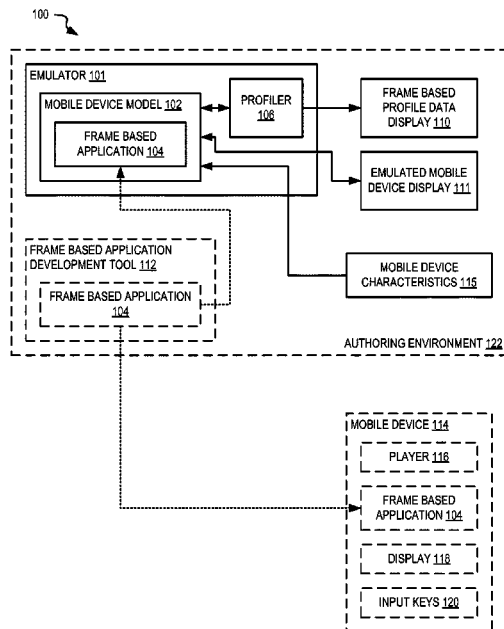 100
EMULATOR 101
MOBILE DEVICE MODEL 102
FRAME BASED
APPLICATION 104
PROFILER
106
FRAME BASED
PROFILE DATA
DISPLAY 110
EMULATED MOBILE
DEVICE DISPLAY 111
FRAME BASED APPLICATION
DEVELOPMENT TOOL 112
FRAME BASED APPLICATION
104
MOBILE DEVICE
CHARACTERISTICS 115
AUTHORING ENVIRONMENT 122
MOBILE DEVICE 114
PLAYER 116
FRAME BASED
APPLICATION 104
DISPLAY 118
INPUT KEYS 120